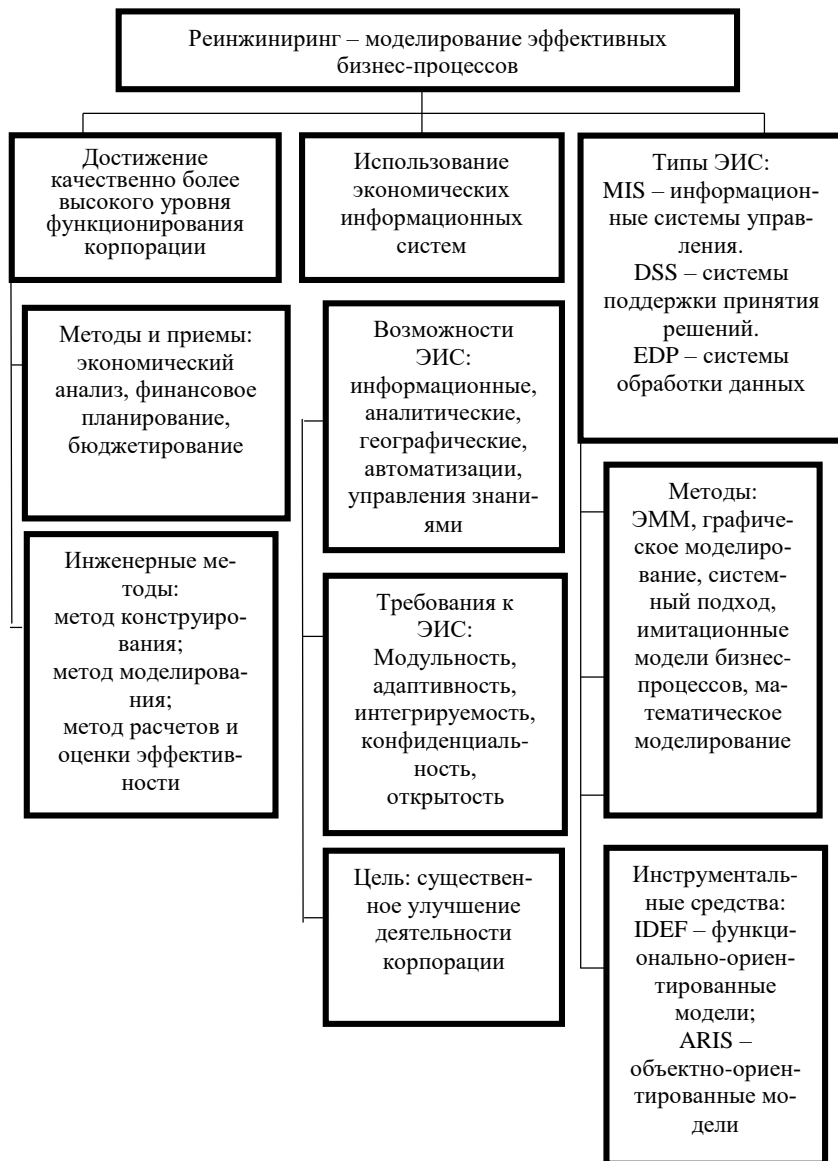 Реинжиниринг – моделирование эффективных
бизнес-процессов
Достижение
качественно более
высокого уровня
функционирования
корпорации
Использование
экономических
информационных
систем
Типы ЭИС:
MIS – информацион-
ные системы управ-
ления.
DSS – системы
поддержки принятия
решений.
EDP – системы
обработки данных
Методы и приемы:
экономический
анализ, финансовое
планирование,
бюджетирование
Инженерные ме-
тоды:
метод конструиро-
вания;
метод моделирова-
ния;
метод расчетов и
оценки эффектив-
ности
Возможности
ЭИС:
информационные,
аналитические,
географические,
автоматизации,
управления знани-
ями
Требования к
ЭИС:
Модульность,
адаптивность,
интегрируемость,
конфиденциаль-
ность,
открытость
Цель: существен-
ное улучшение
деятельности
корпорации
Методы:
ЭММ, графиче-
ское моделиро-
вание, систем-
ный подход,
имитационные
модели бизнес-
процессов, ма-
тематическое
моделирование
Инструменталь-
ные средства:
IDEF – функци-
онально-ориен-
тированные
модели;
ARIS –
объектно-ориен-
тированные мо-
дели